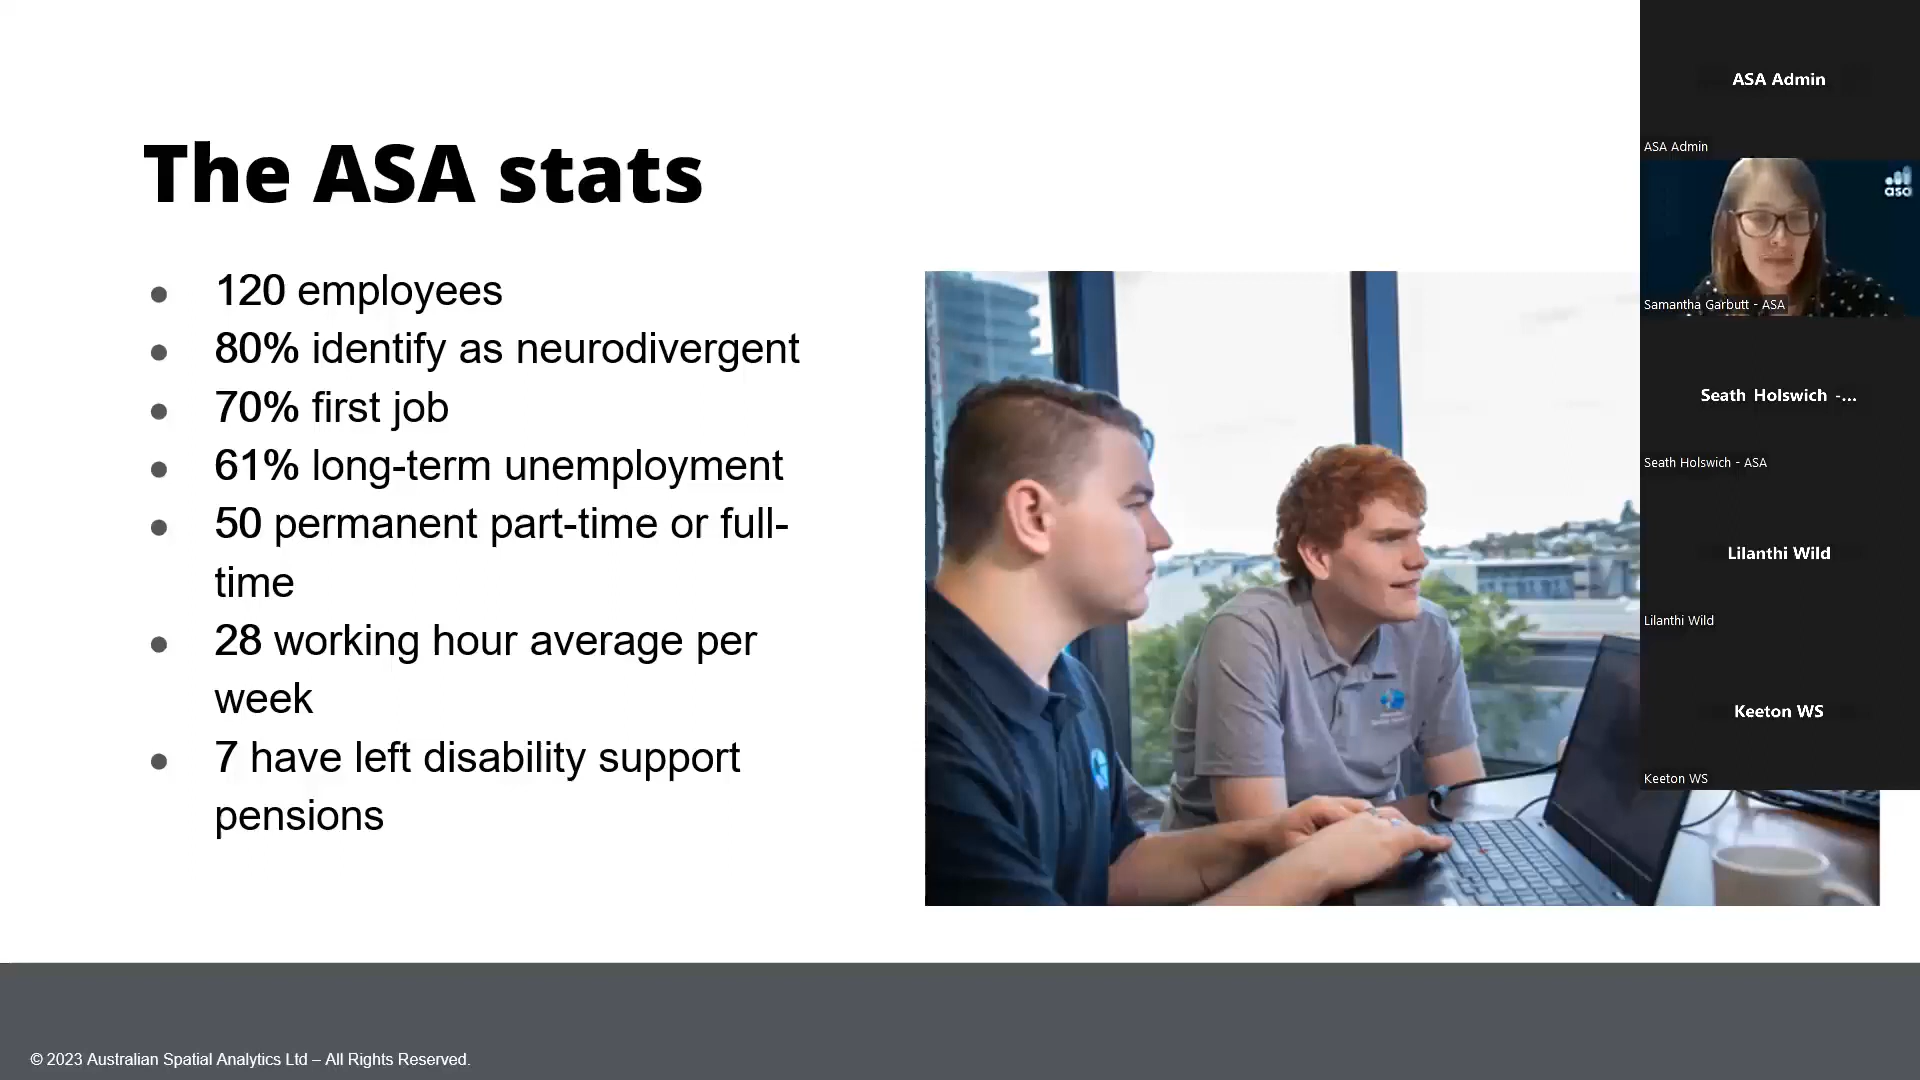 The ASA stats
120 employees
80% identify as neurodivergent
70% first job
61% long-term unemployment
50 permanent part-time or full-
time
28 working hour average per
week
7 have left disability support
pensions
© 2023 Australian Spatial Analytics Ltd – All Rights Reserved.
ASA Admin
ASA Admin
asa
Samantha Garbutt - ASA
Seath Holswich -...
Seath Holswich - ASA
Lilanthi Wild
Lilanthi Wild
Keeton WS
Keeton WS